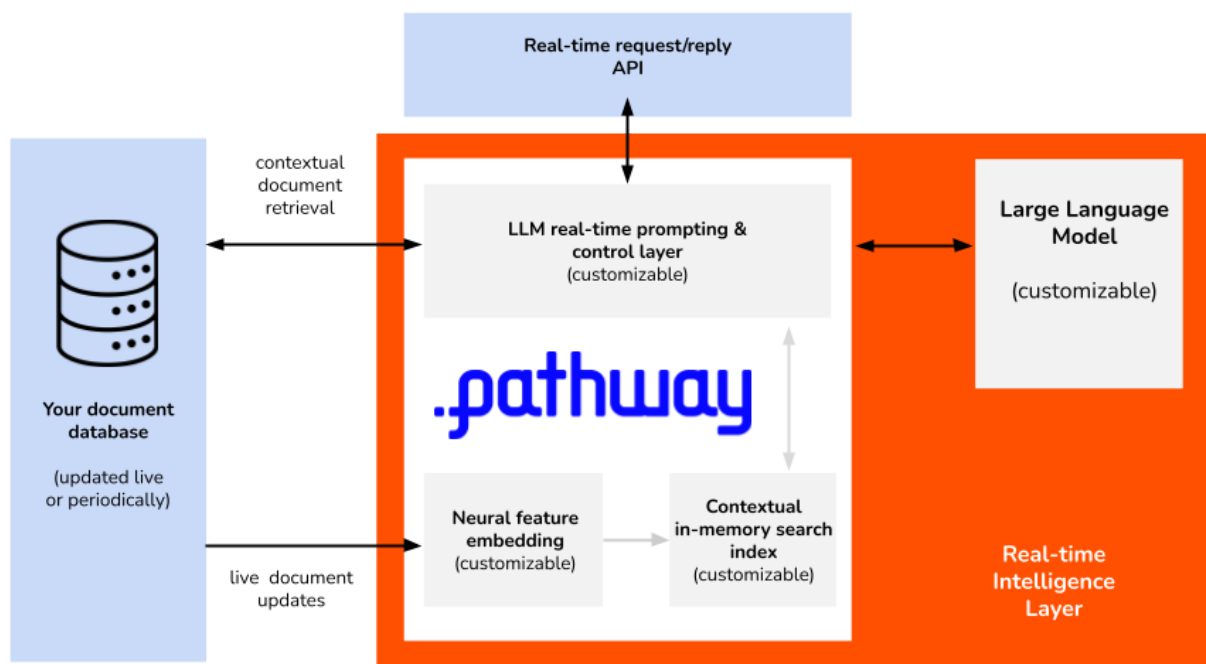 Real-time request/reply
API
contextual
document
retrieval
LLM real-time prompting &
control layer
(customizable)
Large Language
Model
(customizable)
.:pathway
Your document
database
(updated live
or periodically)
Neural feature
embedding
(customizable)
Contextual
in-memory search
index
(customizable)
live document
updates
Real-time
Intelligence
Layer